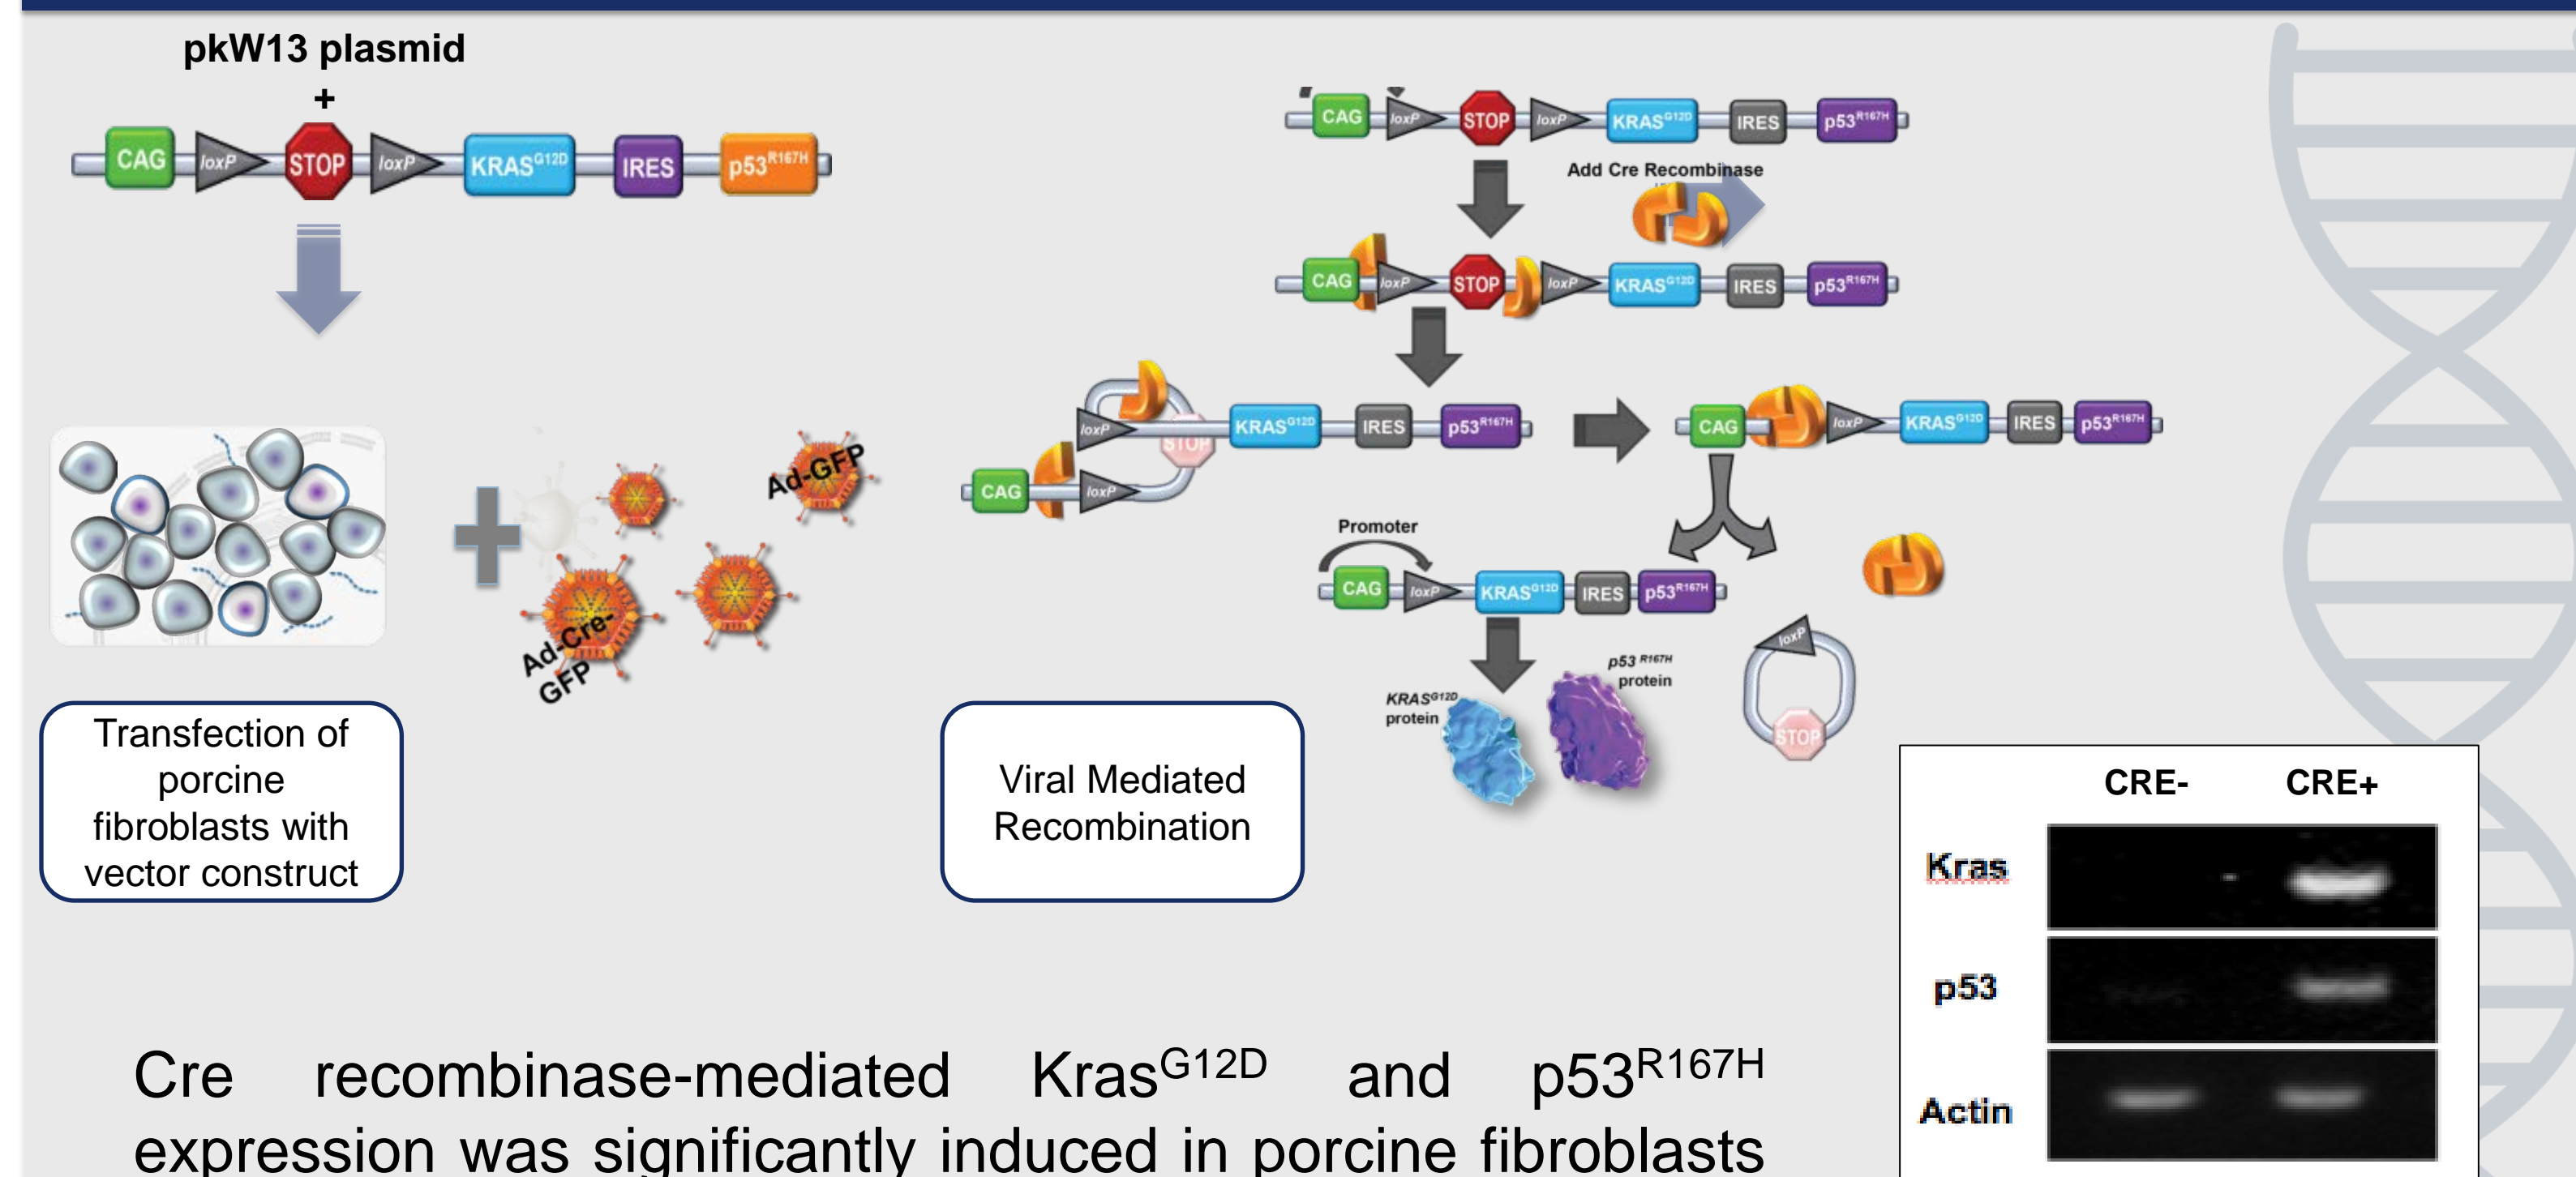 pkW13 plasmid
+
CAG loxP STOP loxP KRASG12D IRES p53R167H
CAG loxP STOP loxP KRASG12D IRES p53R167H
Add Cre Recombinase
CAG loxP STOP loxP KRASG12D IRES p53R167H
loxP STOP KRASG12D IRES p53R167H
CAG loxP
CAG loxP KRASG12D IRES p53R167H
Ad-GFP
Ad-Cre-
GFP
Promoter
CAG loxP KRASG12D IRES p53R167H
loxP
STOP
KRASG12D
protein
p53 R167H
protein
Transfection of
porcine
fibroblasts with
vector construct
Viral Mediated
Recombination
CRE- CRE+
Kras
p53
Actin
Cre recombinase-mediated KrasG12D and p53R167H
expression was significantly induced in porcine fibroblasts